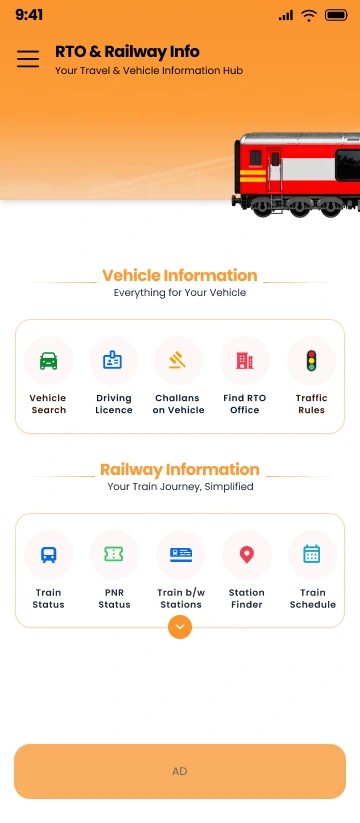 9:41
RTO & Railway Info
Your Travel & Vehicle Information Hub
Vehicle Information
Everything for Your Vehicle
Vehicle Search
Driving Licence
Challans on Vehicle
Find RTO Office
Traffic Rules
Railway Information
Your Train Journey, Simplified
Train Status
PNR Status
Train b/w Stations
Station Finder
Train Schedule
AD